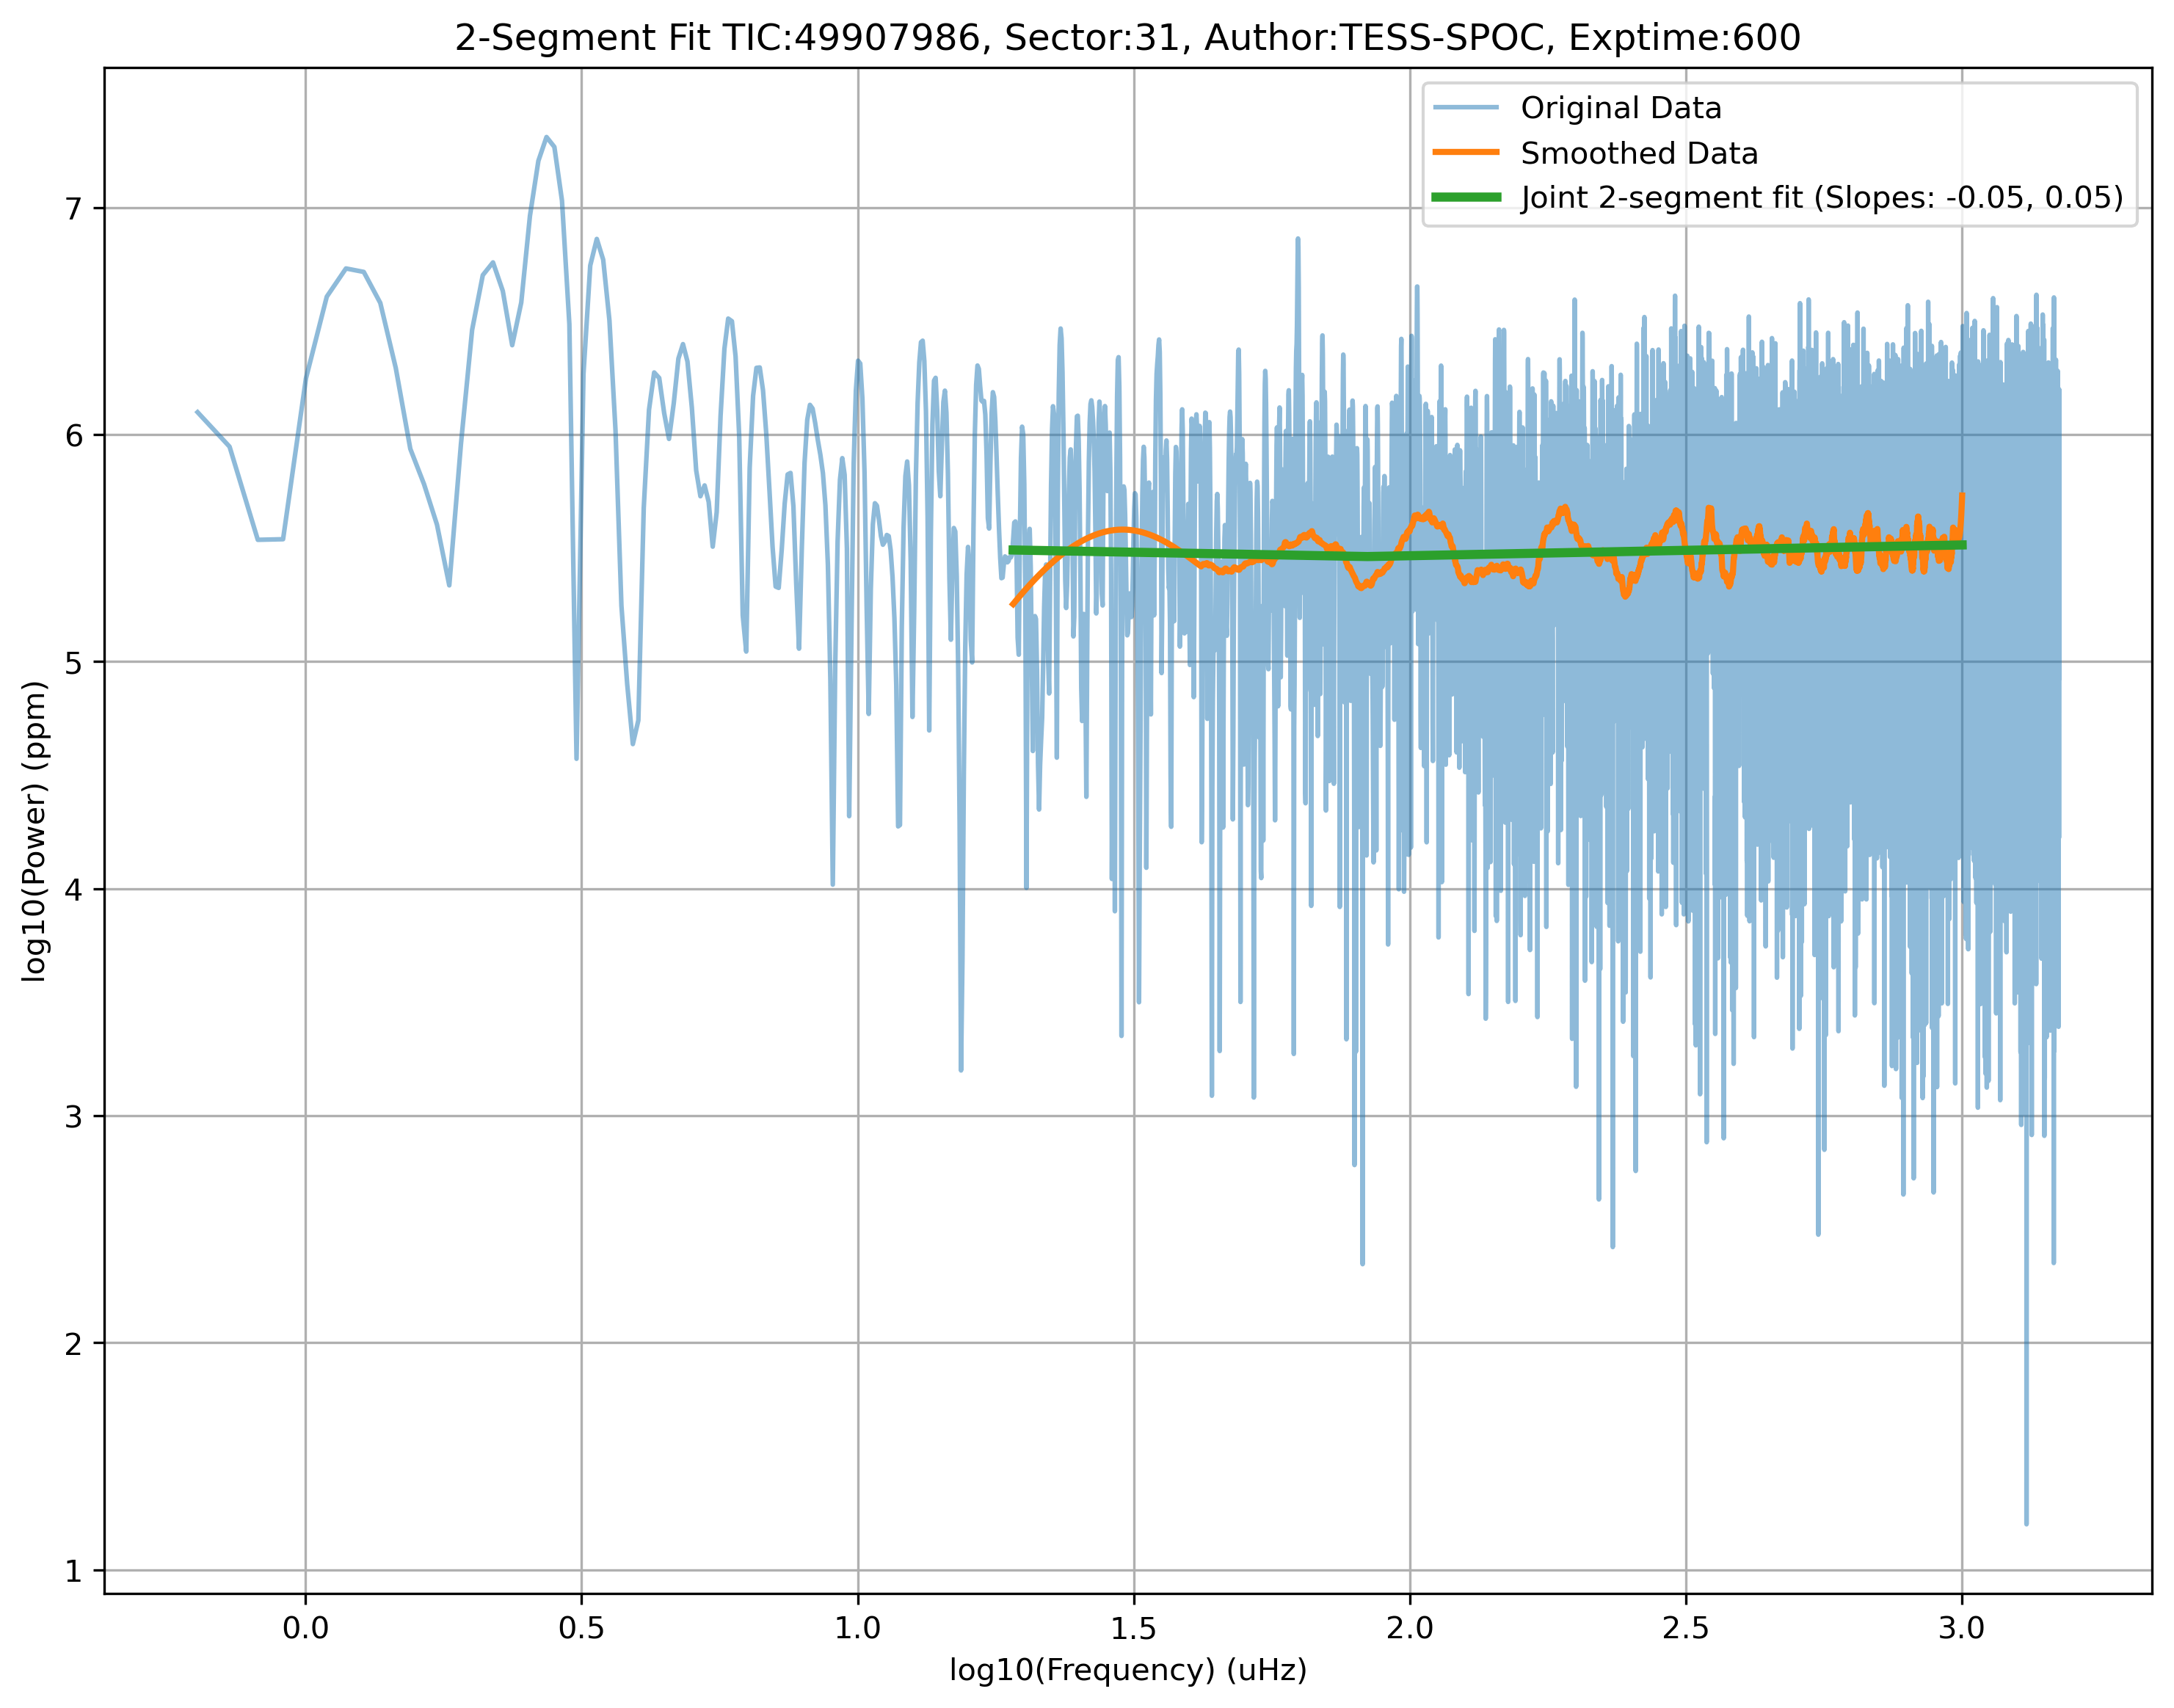 2-Segment Fit TIC:49907986, Sector:31, Author:TESS-SPOC, Exptime:600
Original Data
Smoothed Data
Joint 2-segment fit (Slopes: -0.05, 0.05)
log10(Power) (ppm)
7
6
5
4
3
2
1
0.0 0.5 1.0 1.5 2.0 2.5 3.0
log10(Frequency) (uHz)